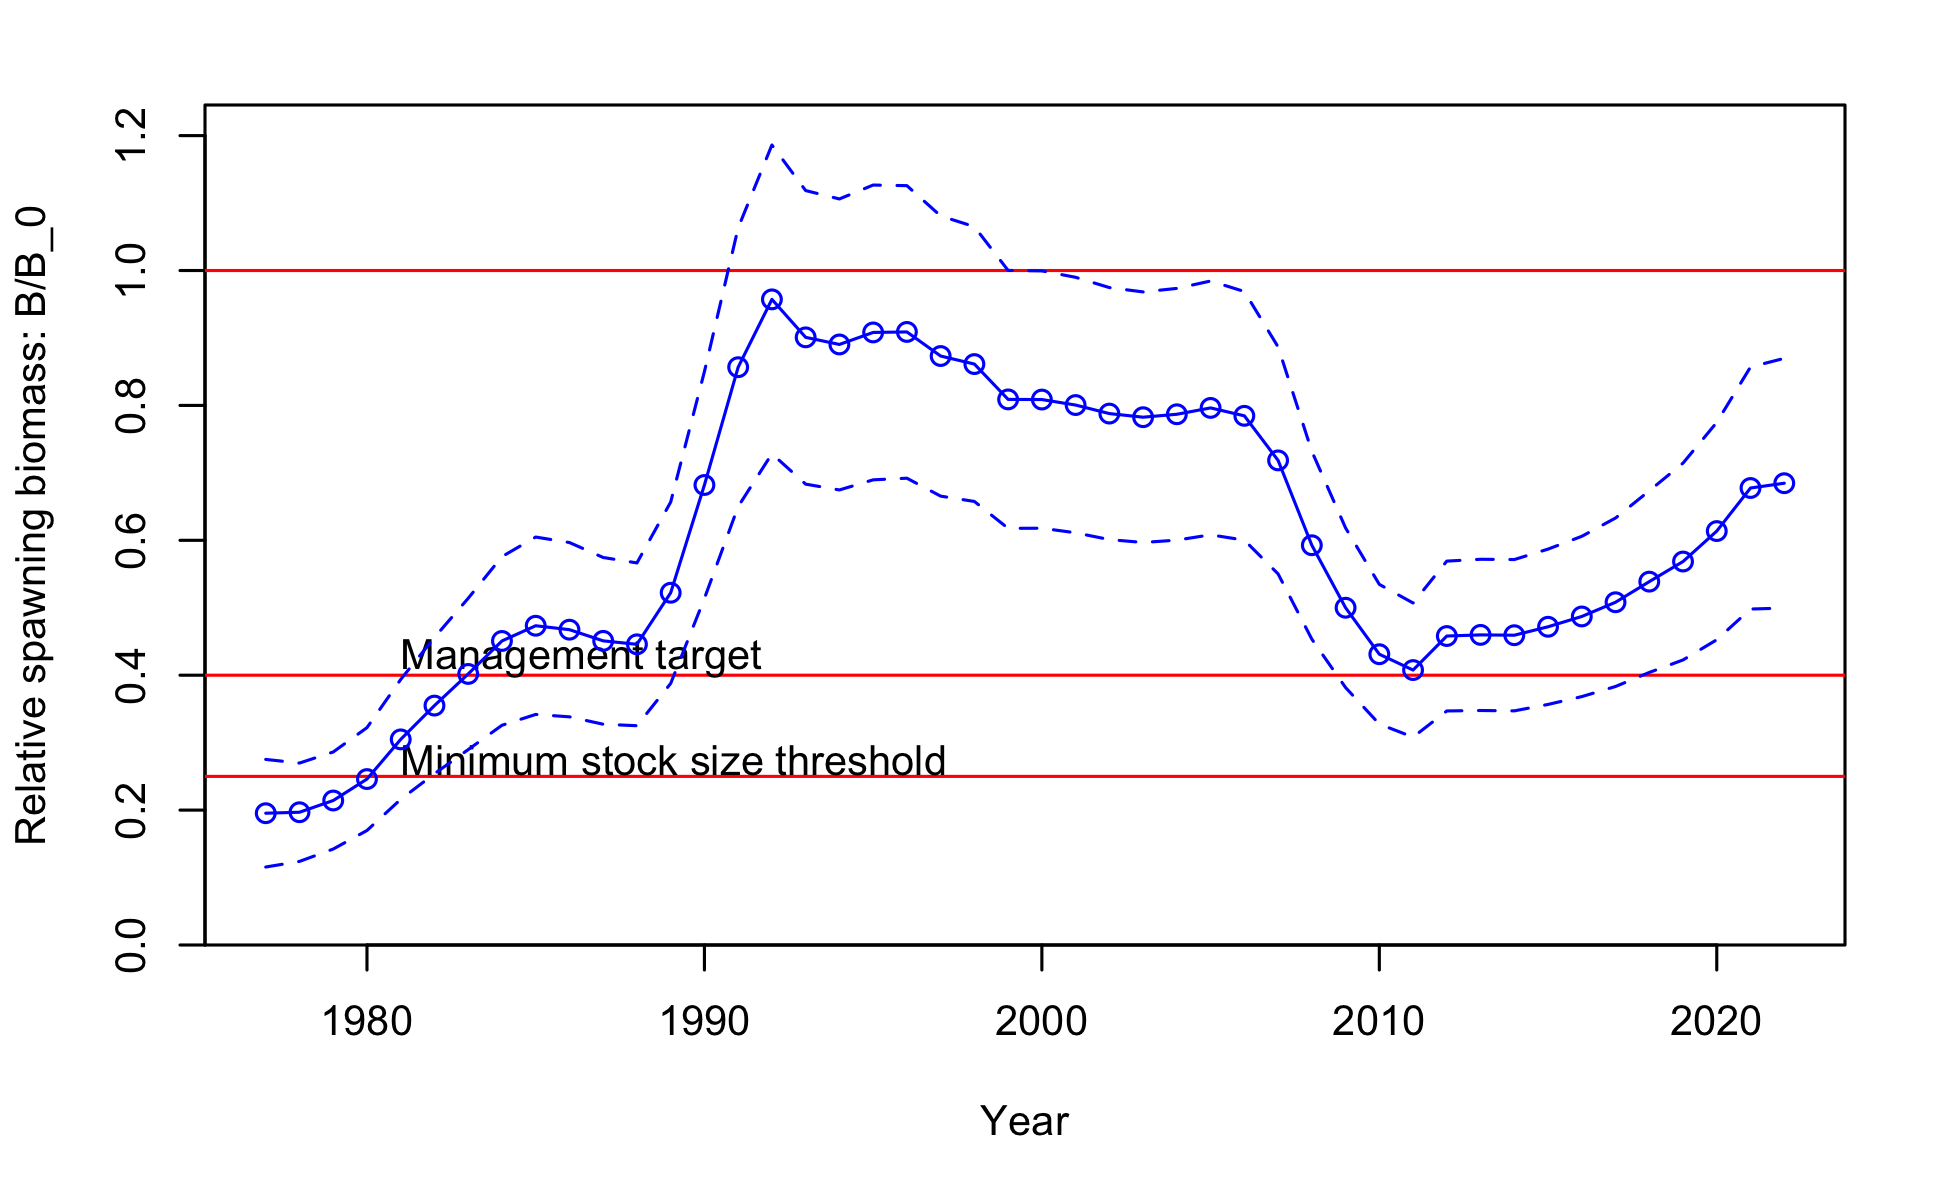 Relative spawning biomass: B/B_0
1.2
1.0
0.8
0.6
0.4
0.2
0.0
Management target
Minimum stock size threshold
1980 1990 2000 2010 2020
Year